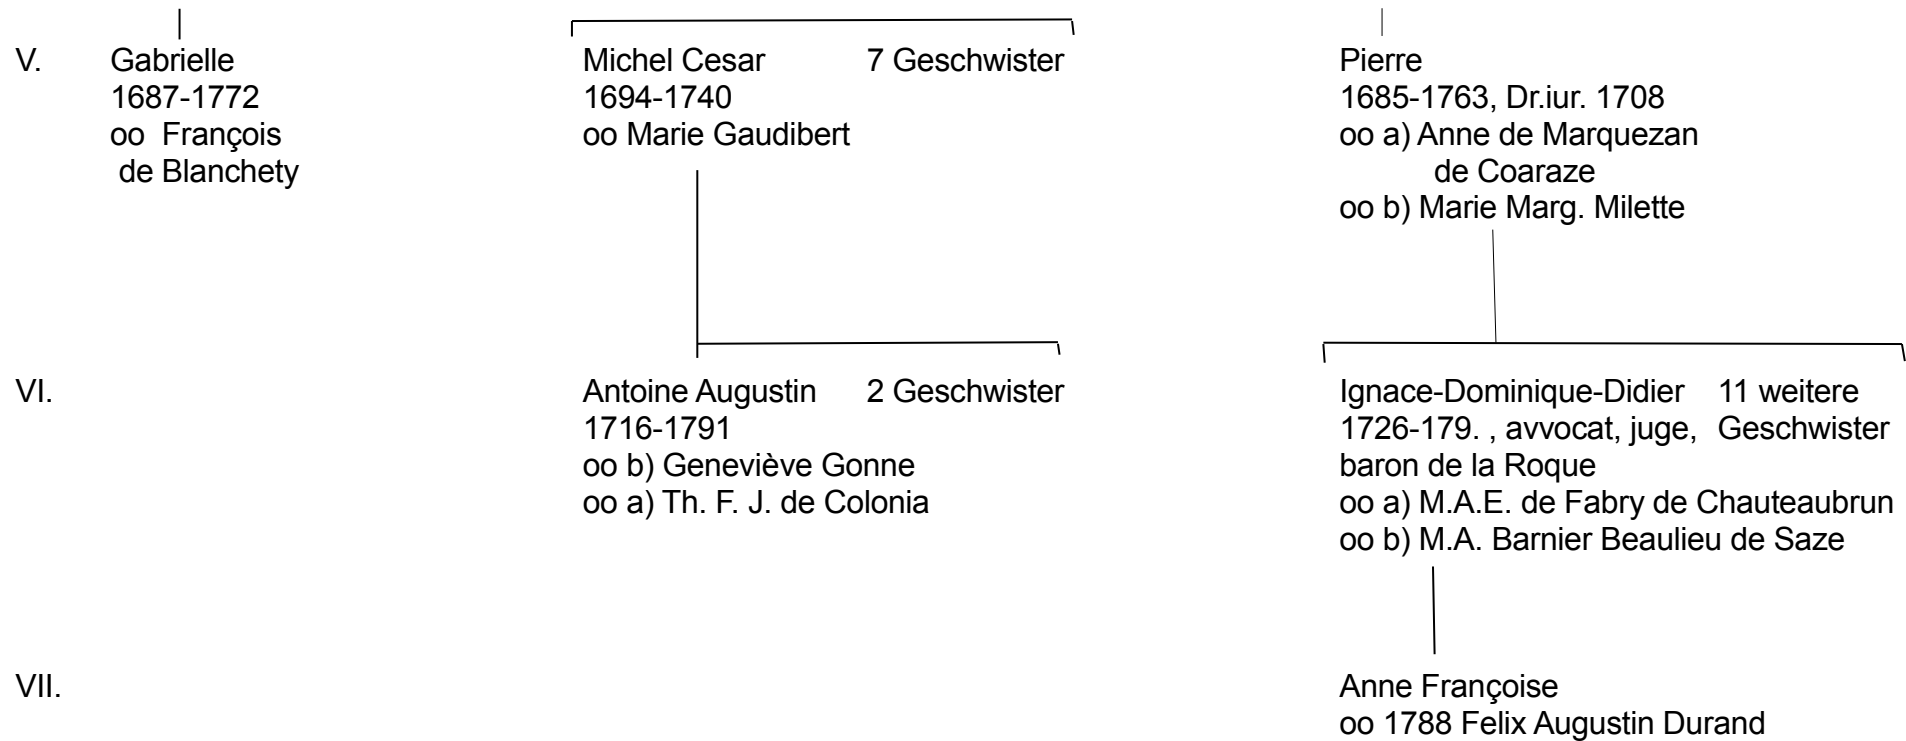 V.
Gabrielle
1687-1772
oo François
de Blanchety
Michel Cesar 7 Geschwister
1694-1740
oo Marie Gaudibert
Pierre
1685-1763, Dr.iur. 1708
oo a) Anne de Marquezan
de Coaraze
oo b) Marie Marg. Milette
VI.
Antoine Augustin 2 Geschwister
1716-1791
oo b) Geneviève Gonne
oo a) Th. F. J. de Colonia
Ignace-Dominique-Didier 11 weitere
1726-179. , avvocat, juge, Geschwister
baron de la Roque
oo a) M.A.E. de Fabry de Chauteaubrun
oo b) M.A. Barnier Beaulieu de Saze
VII.
Anne Françoise
oo 1788 Felix Augustin Durand